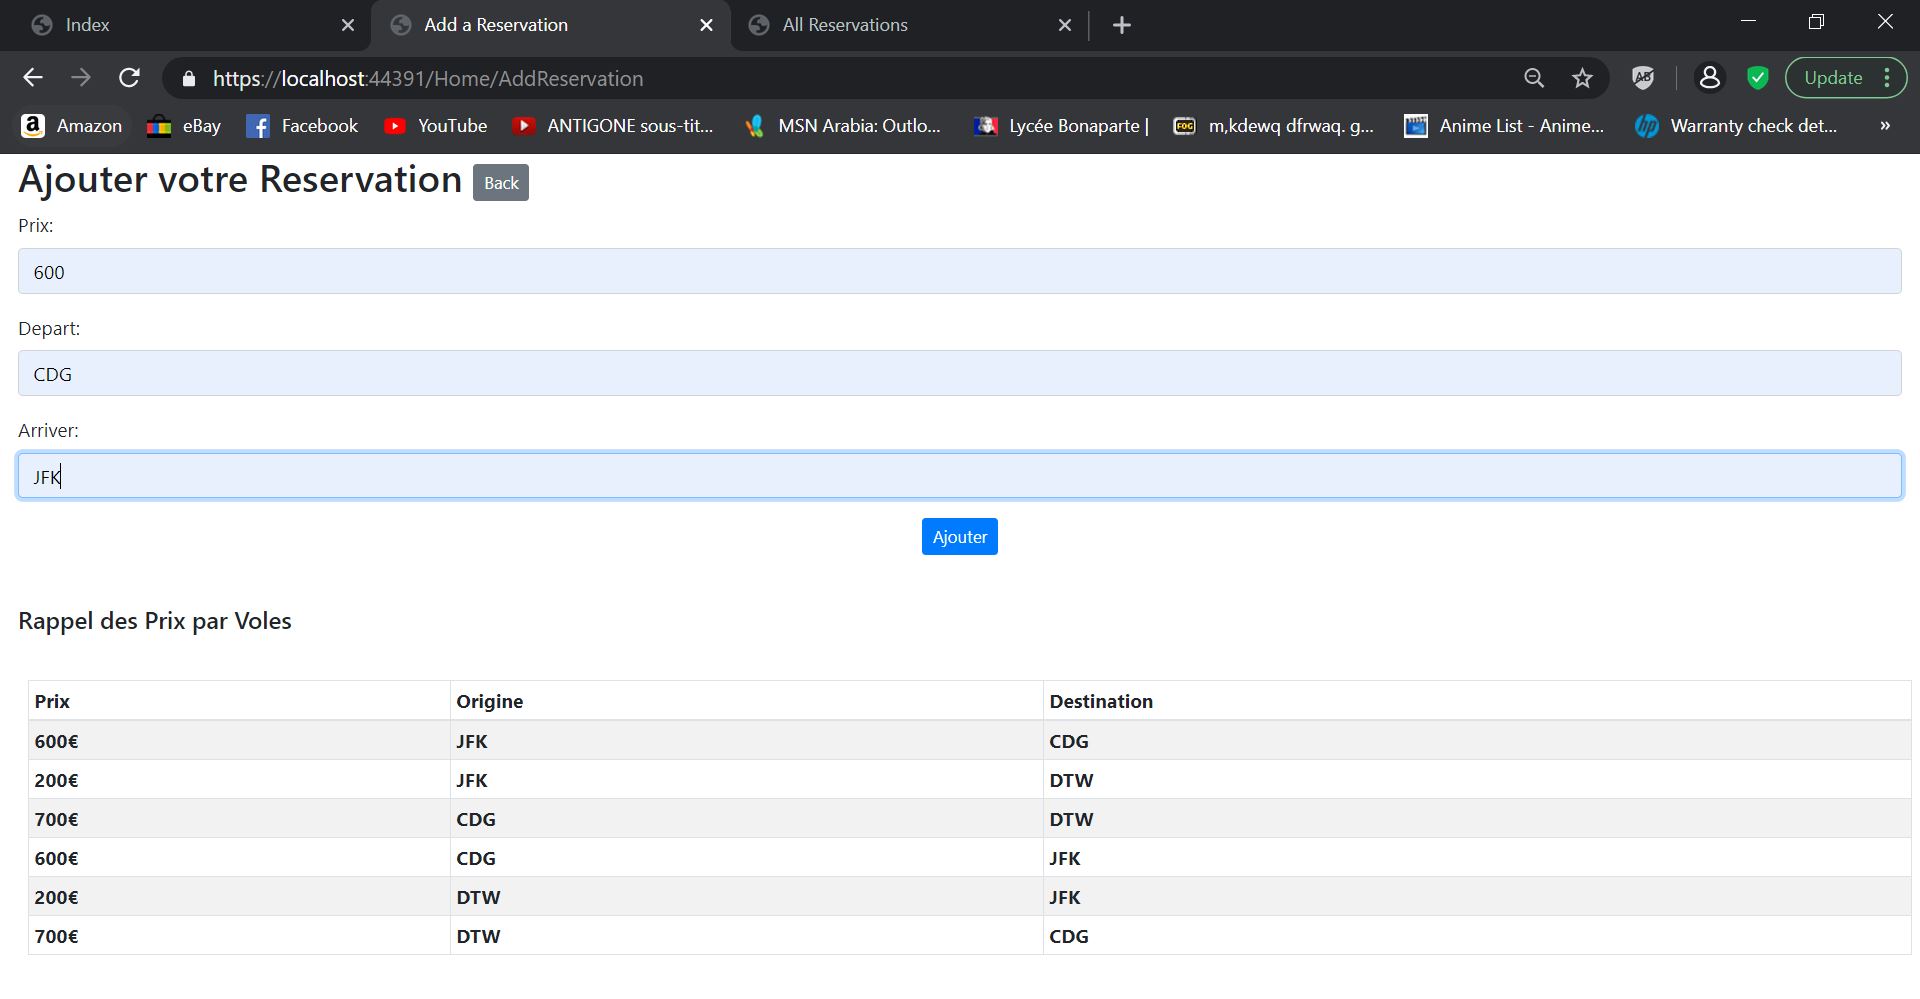 Index
Add a Reservation
All Reservations
https://localhost:44391/Home/AddReservation
Update
Amazon
eBay
Facebook
YouTube
ANTIGONE sous-tit...
MSN Arabia: Outlo...
Lycée Bonaparte |
FOG
m,kdewq dfrwaq. g...
Anime List - Anime...
Warranty check det...
»
Ajouter votre Reservation Back
Prix:
600
Depart:
CDG
Arriver:
JFK
Ajouter
Rappel des Prix par Voles
Prix Origine Destination
600€ JFK CDG
200€ JFK DTW
700€ CDG DTW
600€ CDG JFK
200€ DTW JFK
700€ DTW CDG